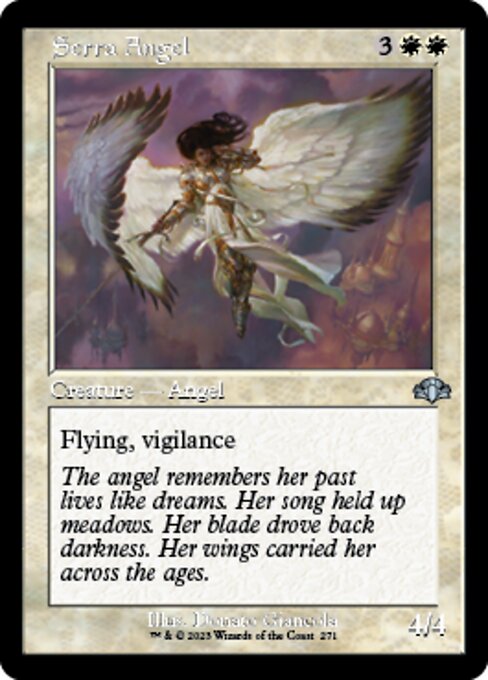 Serra Angel 3
Creature — Angel
Flying, vigilance
The angel remembers her past
lives like dreams. Her song held up
meadows. Her blade drove back
darkness. Her wings carried her
across the ages.
Illus. Donato Giancola
™ & © 2023 Wizards of the Coast 271
4/4